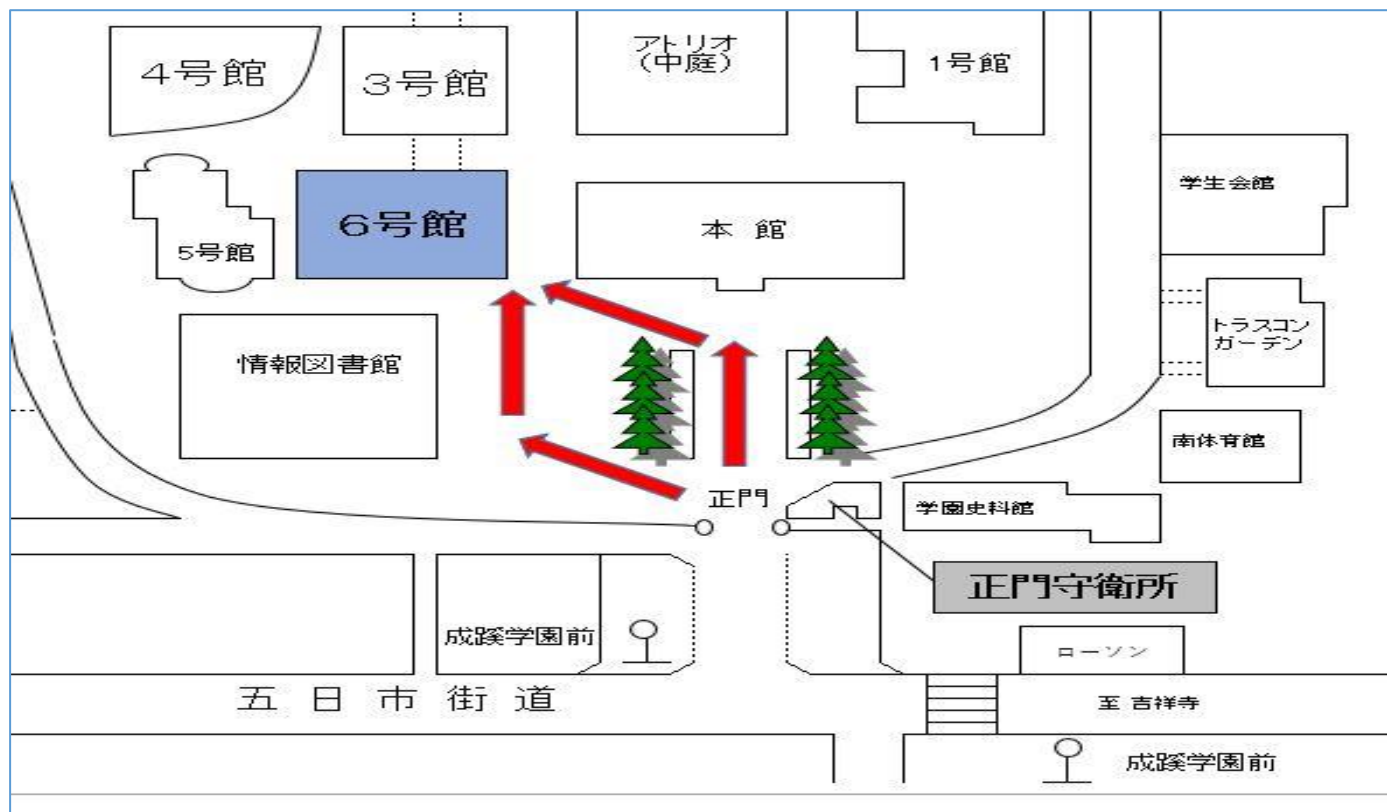 4号館
3号館
アトリオ
(中庭)
1号館
学生会館
6号館
本館
5号館
トラスコン
ガーデン
情報図書館
南体育館
正門
学園史料館
正門守衛所
成蹊学園前
ローソン
五日市街道
至 吉祥寺
成蹊学園前